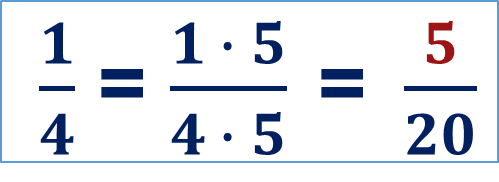 1/4 = 1 · 5/4 · 5 = 5/20